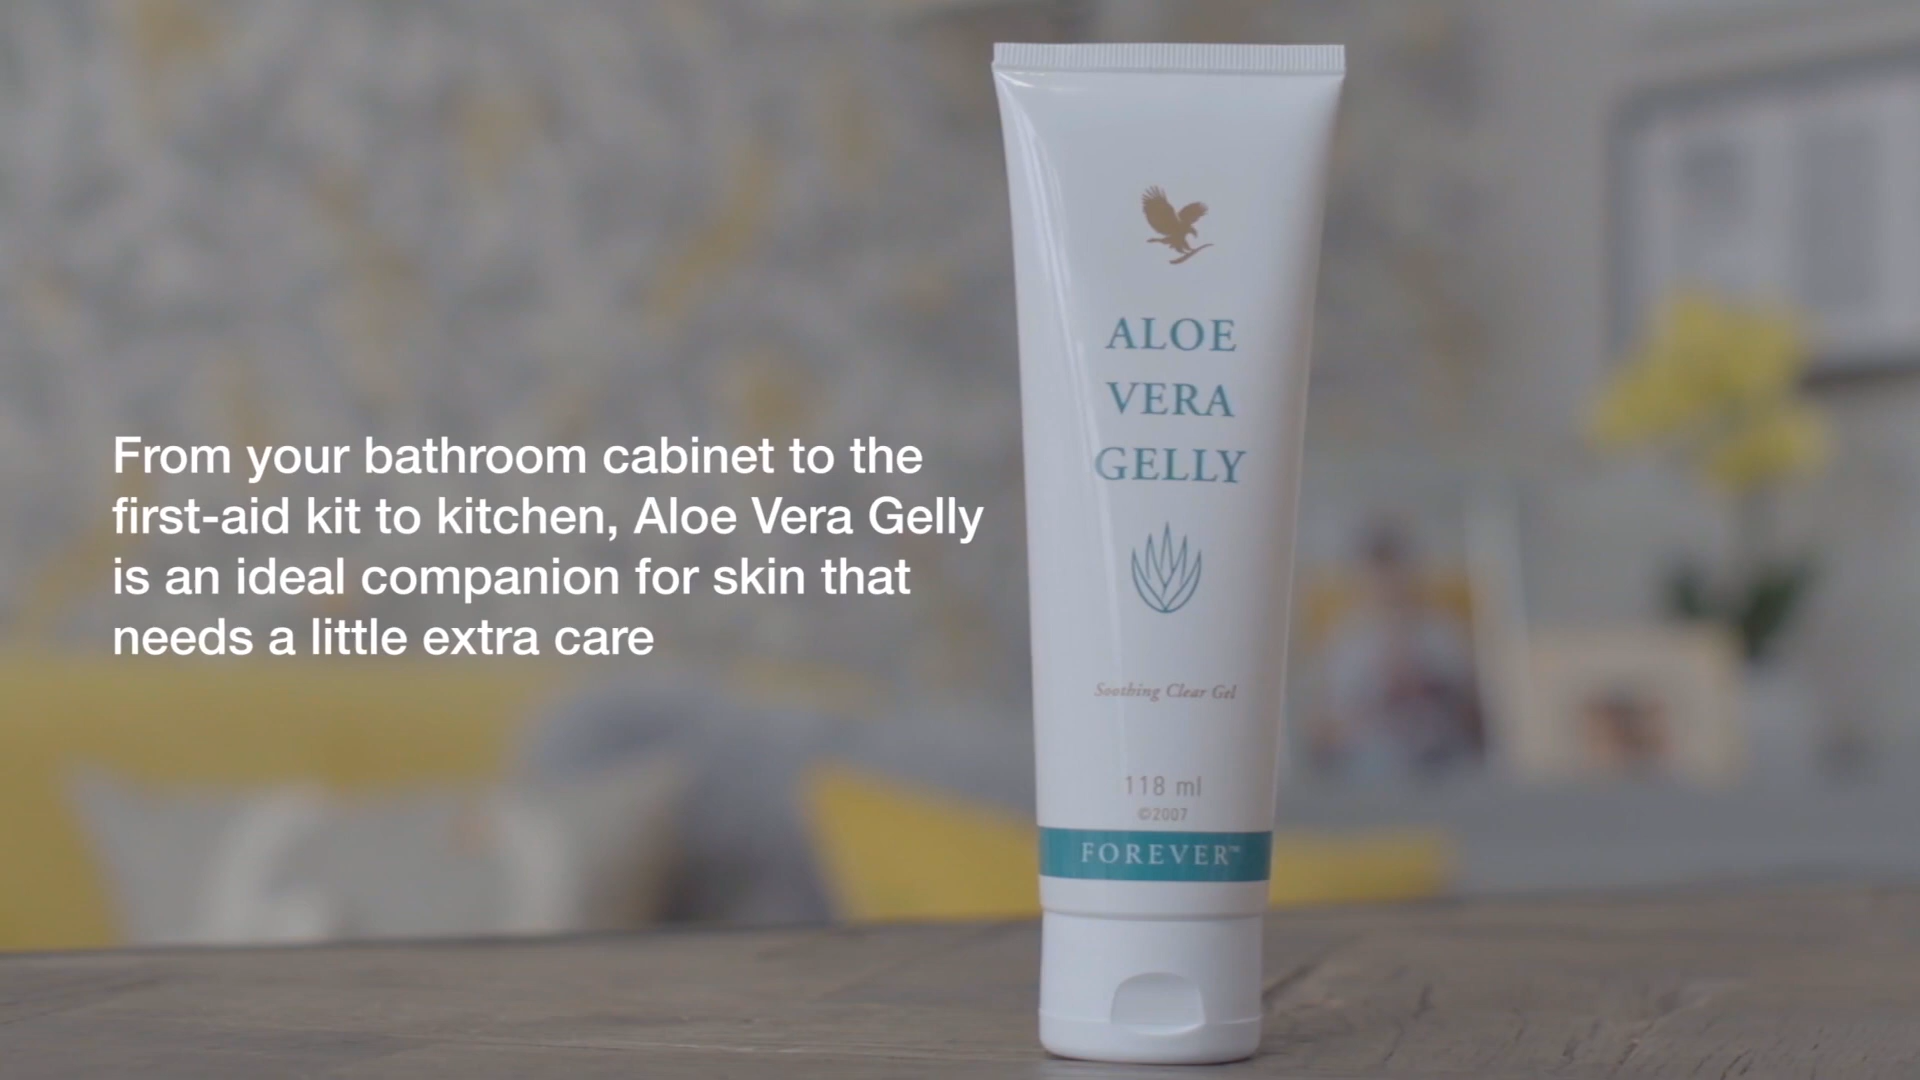 From your bathroom cabinet to the
first-aid kit to kitchen, Aloe Vera Gelly
is an ideal companion for skin that
needs a little extra care
ALOE
VERA
GELLY
Soothing Clear Gel
118 ml
©2007
FOREVER™